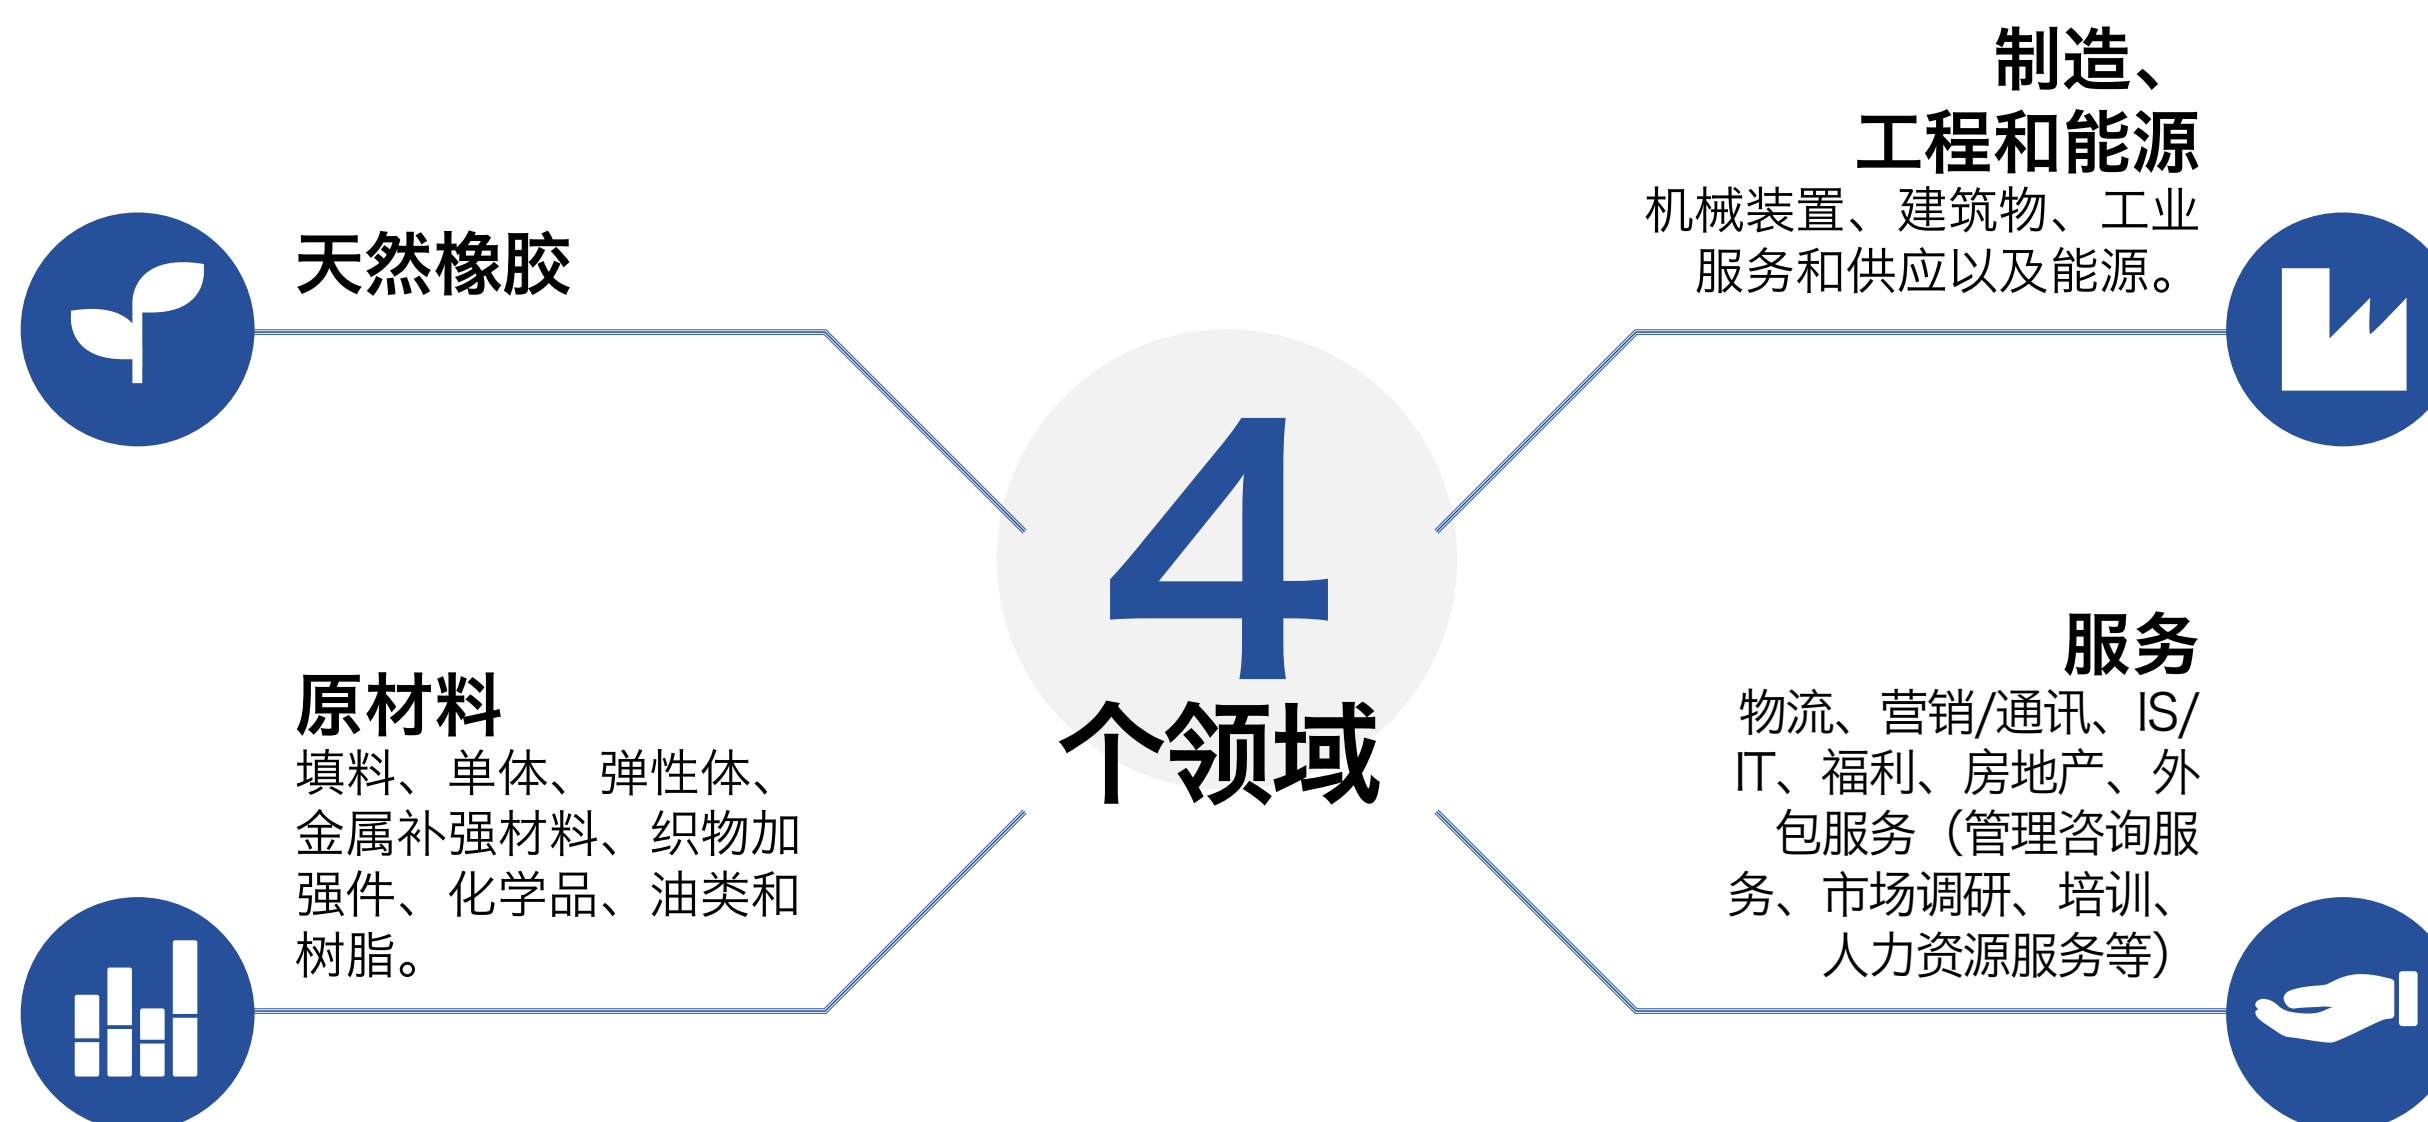 天然橡胶
制造、
工程和能源
机械装置、建筑物、工业
服务和供应以及能源。
4
个领域
原材料
填料、单体、弹性体、
金属补强材料、织物加
强件、化学品、油类和
树脂。
服务
物流、营销/通讯、IS/
IT、福利、房地产、外
包服务（管理咨询服
务、市场调研、培训、
人力资源服务等）